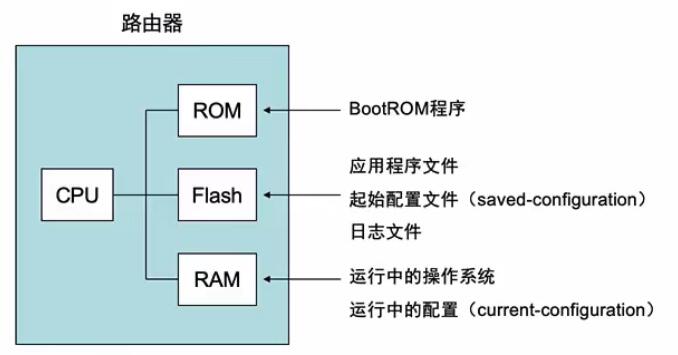 路由器
ROM
BootROM程序
CPU
Flash
应用程序文件
起始配置文件（saved-configuration）
日志文件
RAM
运行中的操作系统
运行中的配置（current-configuration）